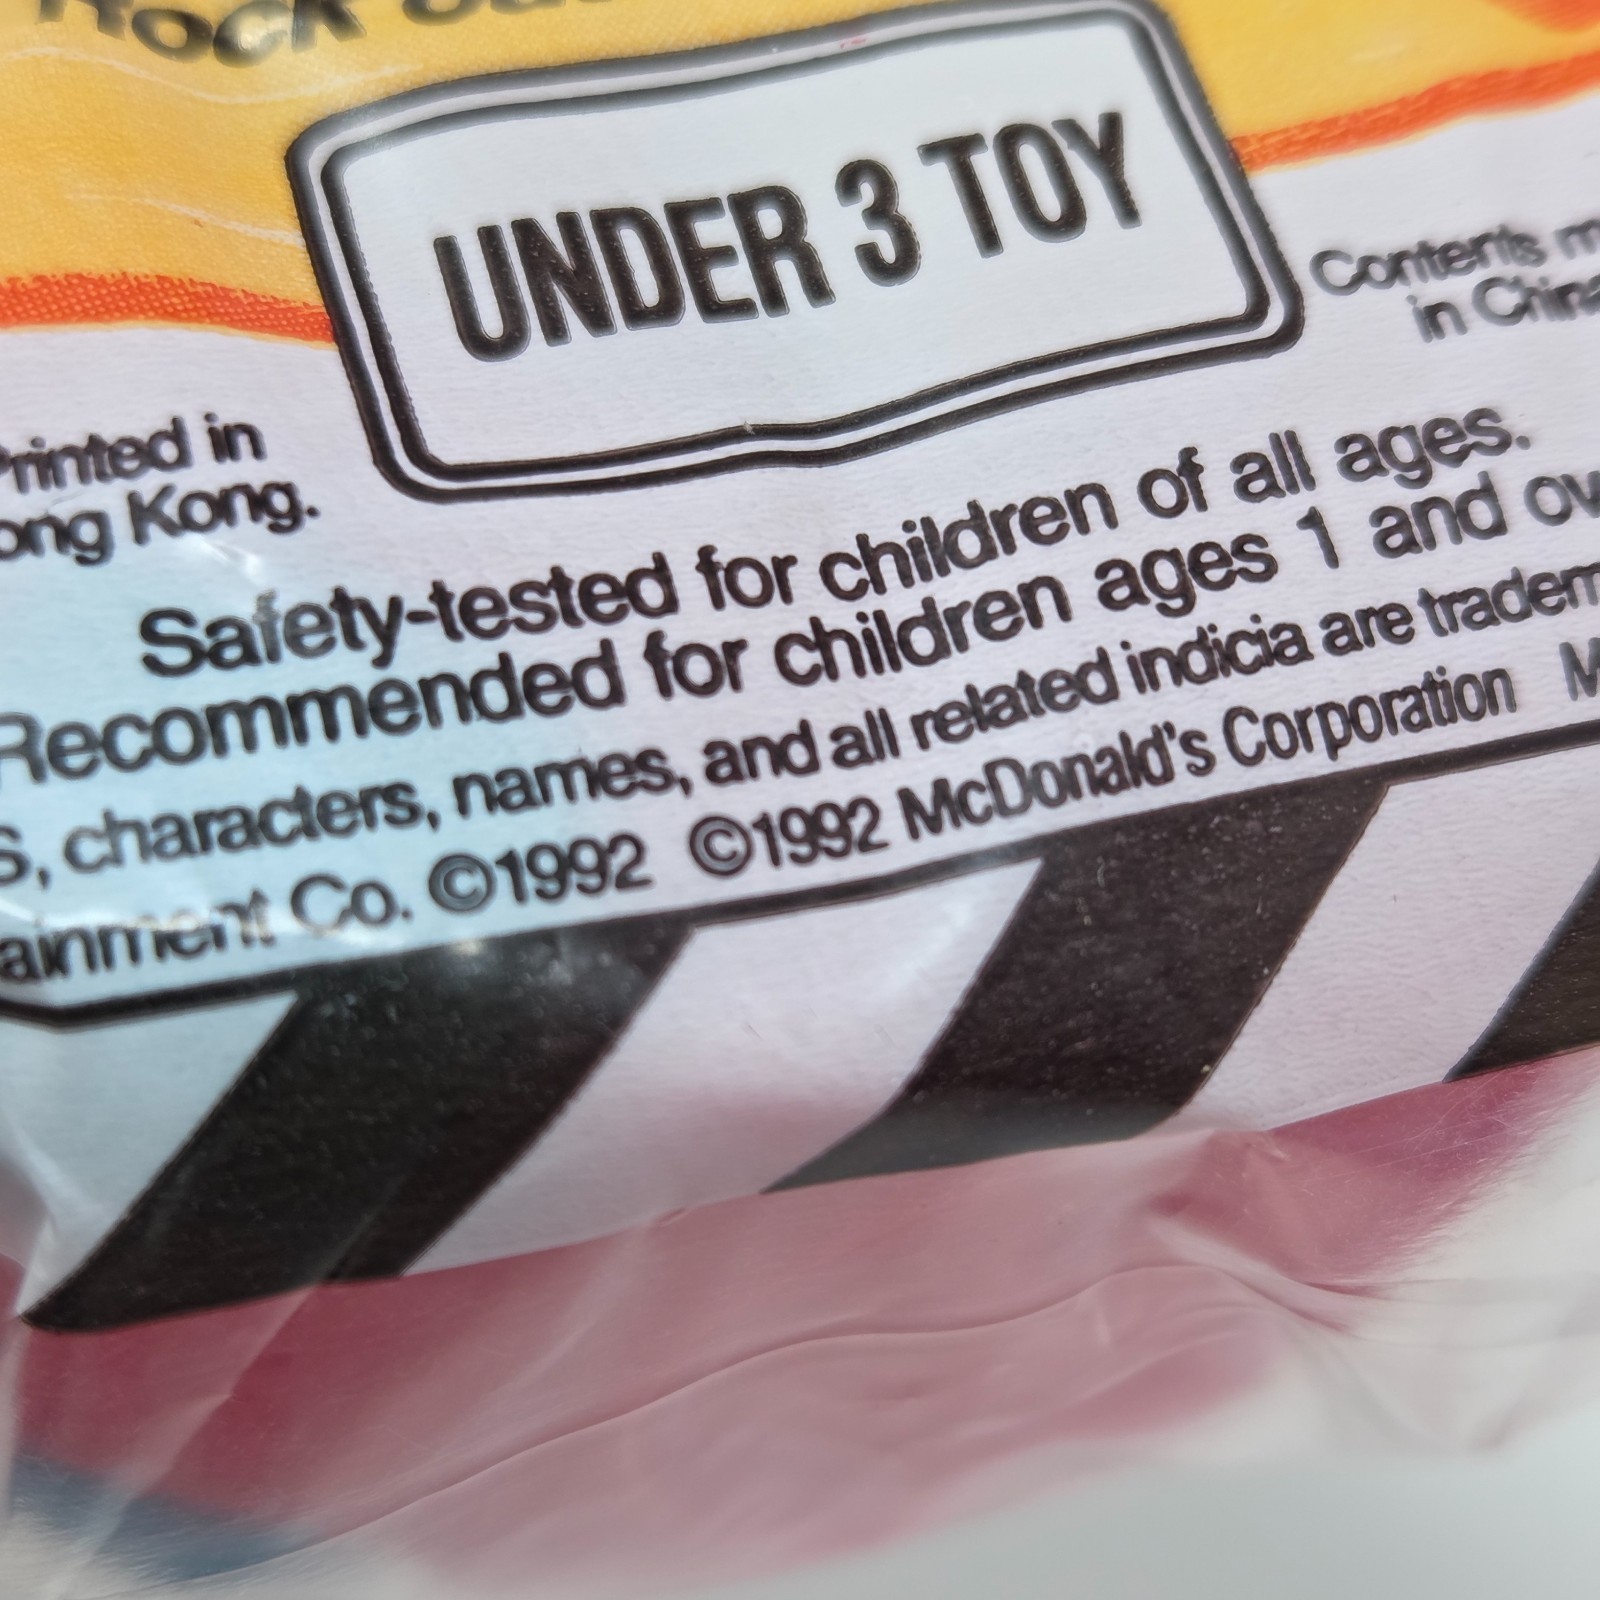 Rock
UNDER 3 TOY
Contents
in China
Printed in
ong Kong.
Safety-tested for children of all ages.
Recommended for children ages 1 and ov
s, characters, names, and all related indicia are tradem
ainment Co. ©1992 ©1992 McDonald's Corporation M